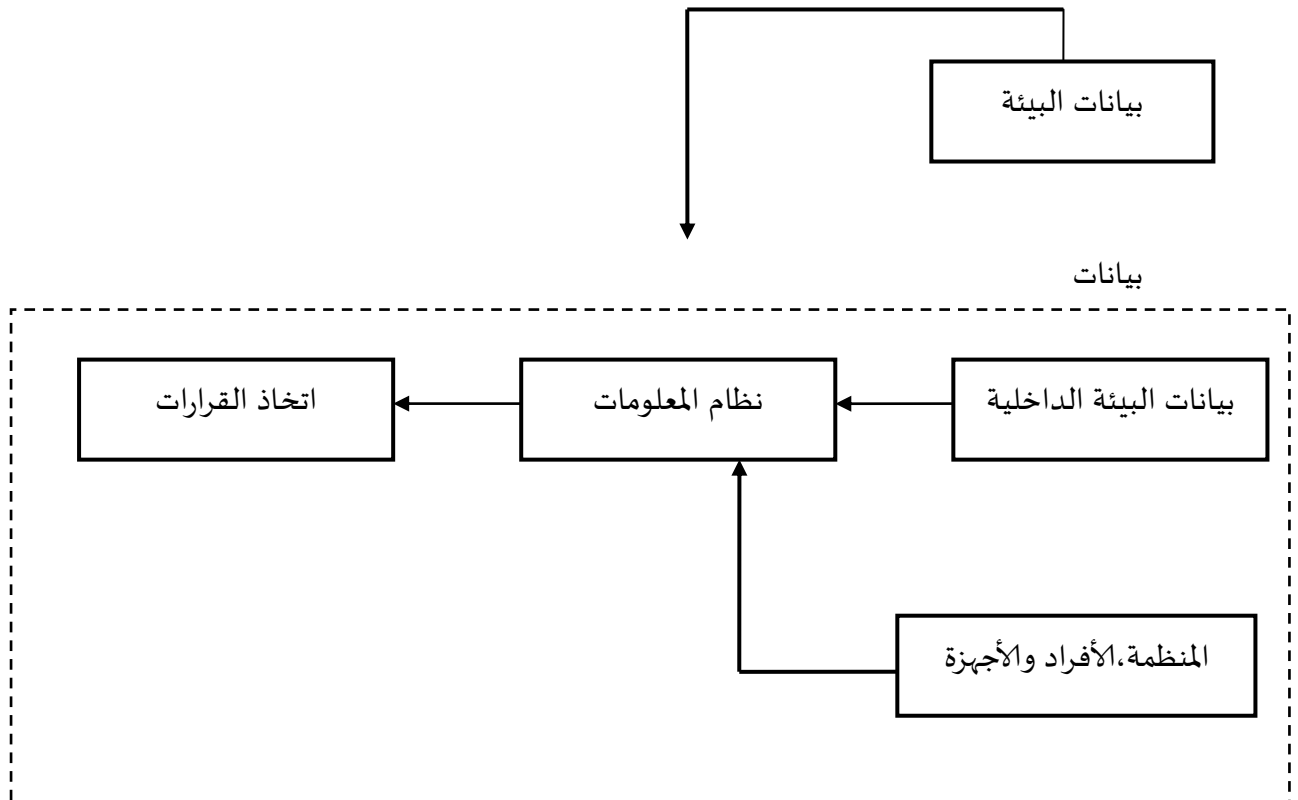 بيانات البيئة
بيانات
بيانات البيئة الداخلية
نظام المعلومات
اتخاذ القرارات
المنظمة،الأفراد والأجهزة